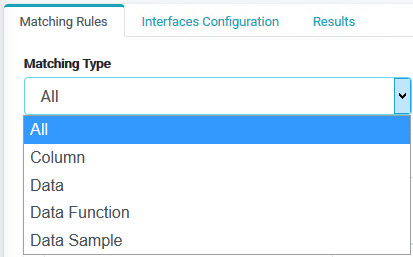 Matching Rules Interfaces Configuration Results
Matching Type
All
All
Column
Data
Data Function
Data Sample